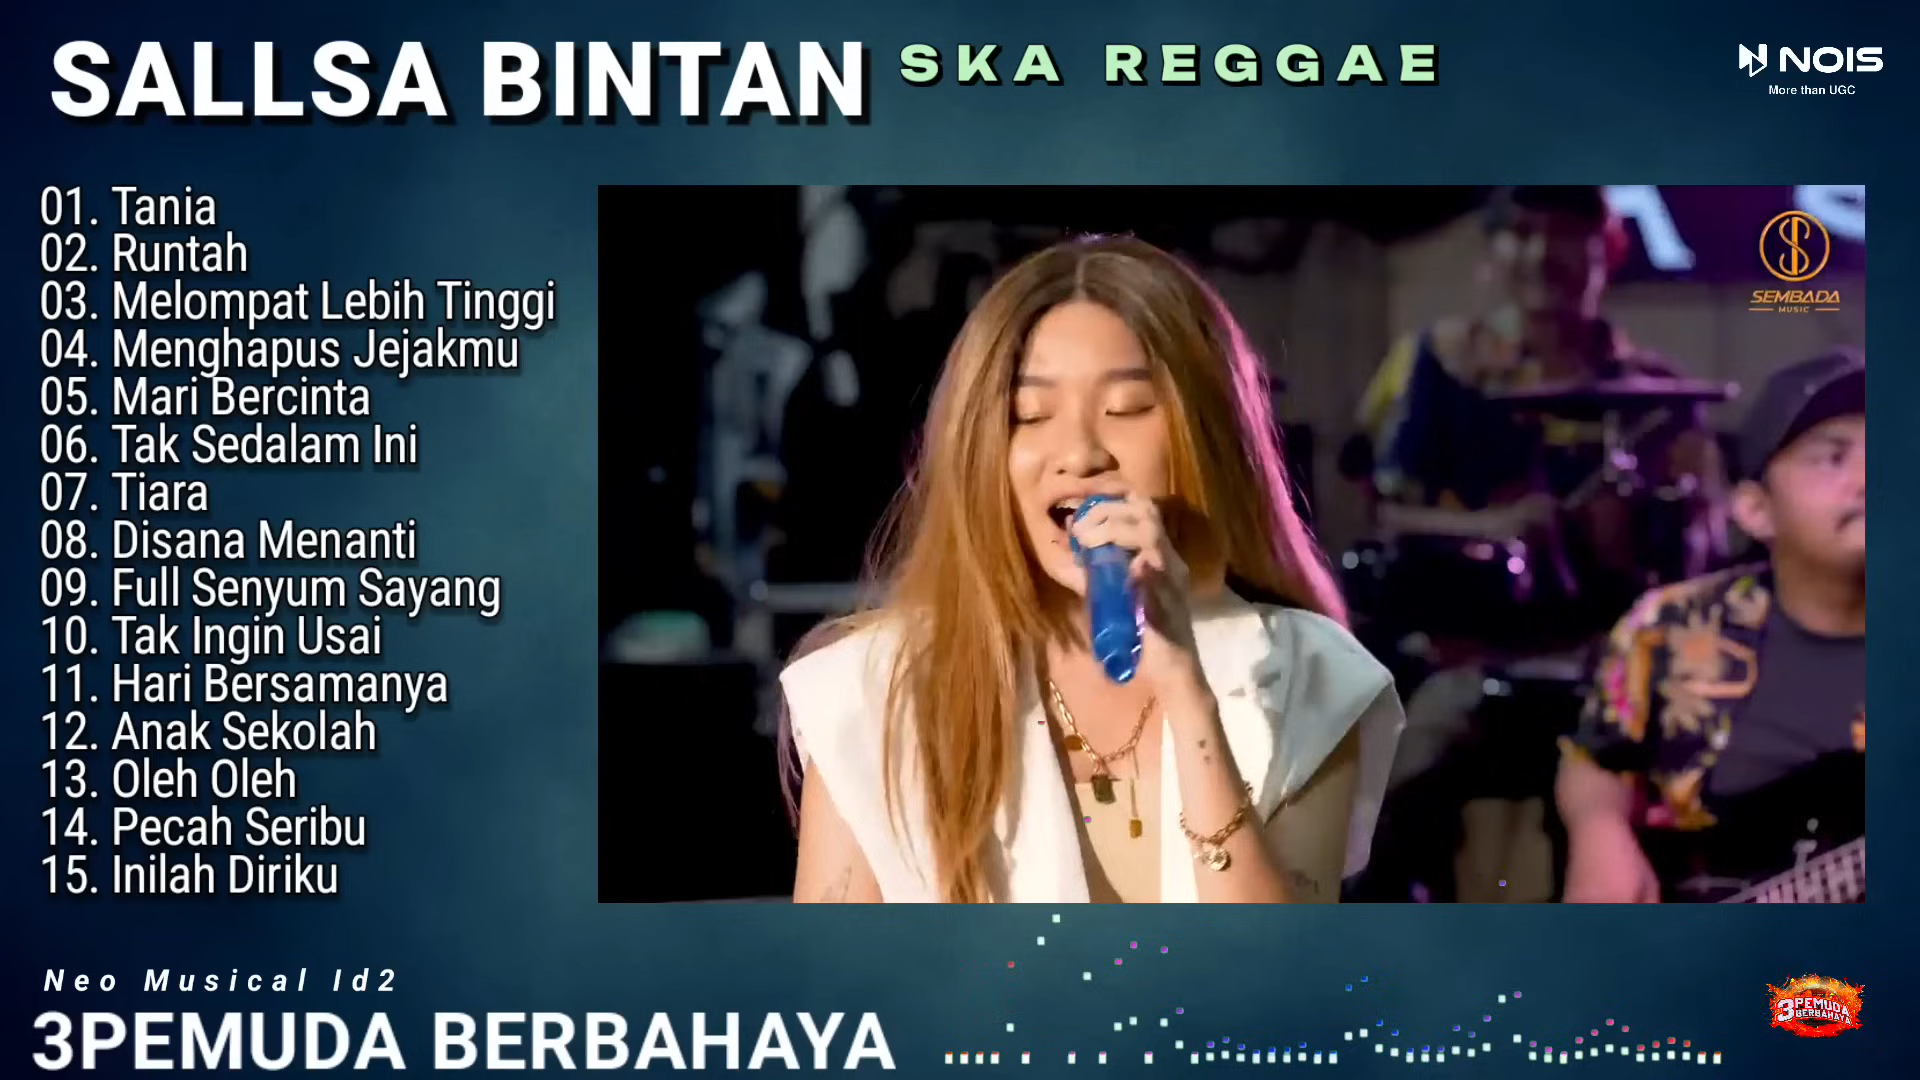 SALLSA BINTAN SKA REGGAE
NOIS
More than UGC
01. Tania
02. Runtah
03. Melompat Lebih Tinggi
04. Menghapus Jejakmu
05. Mari Bercinta
06. Tak Sedalam Ini
07. Tiara
08. Disana Menanti
09. Full Senyum Sayang
10. Tak Ingin Usai
11. Hari Bersamanya
12. Anak Sekolah
13. Oleh Oleh
14. Pecah Seribu
15. Inilah Diriku
SEMBADA
MUSIC
Neo Musical Id2
3PEMUDA BERBAHAYA
3PEMUDA
BERBAHAYA